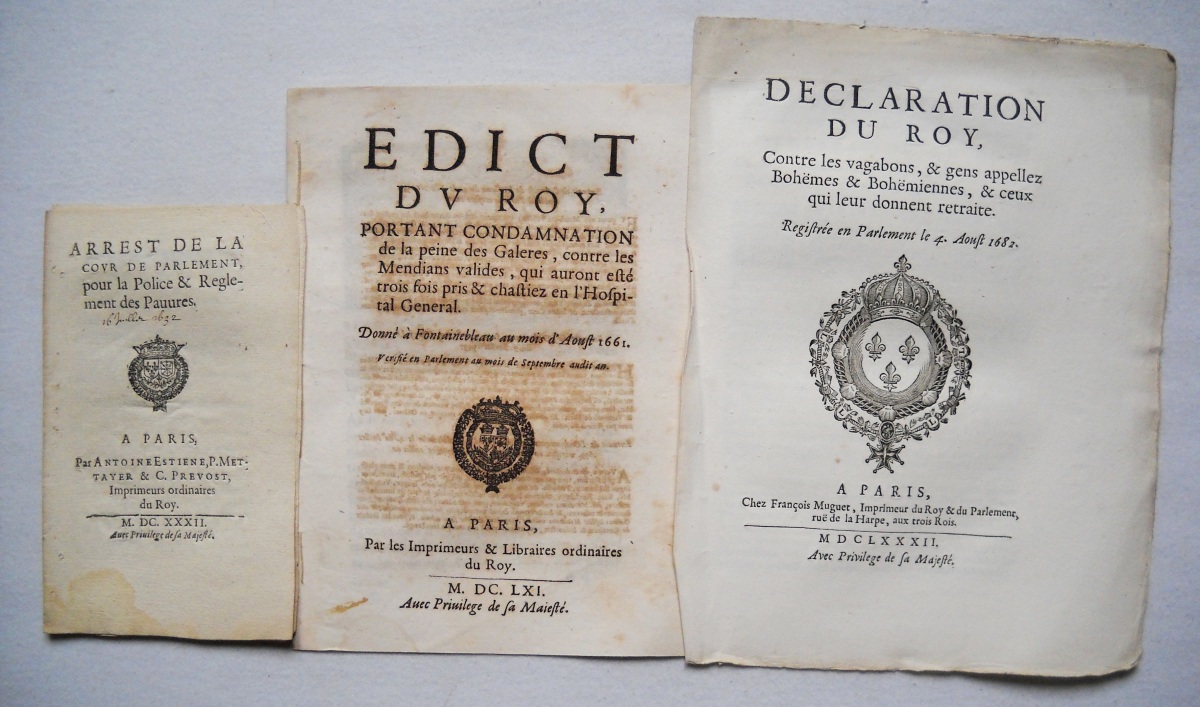 ARREST DE LA
COVR DE PARLEMENT,
pour la Police & Regle-
ment des Pauures.
16 Juillet 1632
A PARIS,
Par ANTOINE ESTIENE, P. MET-
TAYER & C. PREVOST,
Imprimeurs ordinaires
du Roy.
M. DC. XXXII.
Auec Priuilege de sa Majesté.
EDICT
DV ROY,
PORTANT CONDAMNATION
de la peine des Galeres, contre les
Mendians valides, qui auront esté
trois fois pris & chastiez en l'Hospi-
tal General.
Donné à Fontainebleau au mois d'Aoust 1661.
Verifié en Parlement au mois de Septembre audit an.
A PARIS,
Par les Imprimeurs & Libraires ordinaires
du Roy.
M. DC. LXI.
Auec Priuilege de sa Maiesté.
DECLARATION
DU ROY,
Contre les vagabons, & gens appellez
Bohëmes & Bohëmiennes, & ceux
qui leur donnent retraite.
Registrée en Parlement le 4. Aoust 1682.
A PARIS,
Chez François Muguet, Imprimeur du Roy & du Parlement,
ruë de la Harpe, aux trois Rois.
M DC LXXXII.
Avec Privilege de sa Majesté.